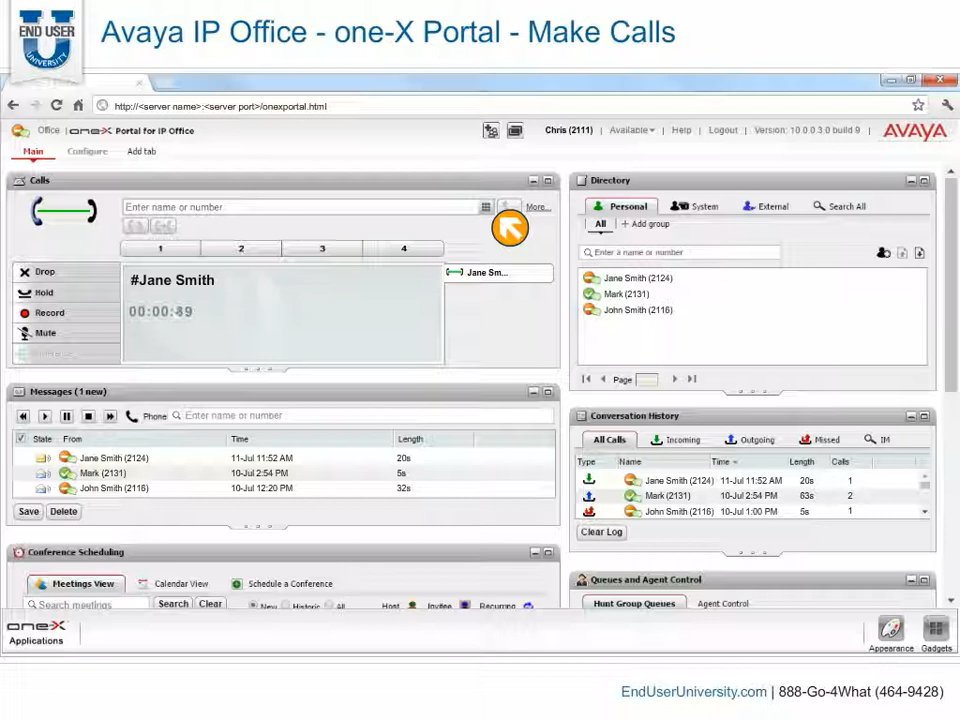 END USER
UNIVERSITY
Avaya IP Office - one-X Portal - Make Calls
http://<server name>:<server port>/onexportal.html
Office | one-X Portal for IP Office
Chris (2111) | Available | Help | Logout | Version: 10.0.0.3.0 build 9 | AVAYA
Main Configure Add tab
Calls
Enter name or number
More...
1 2 3 4
Drop
Hold
Record
Mute
#Jane Smith
Jane Sm...
Directory
Personal System External Search All
All + Add group
Enter a name or number
Jane Smith (2124)
Mark (2131)
John Smith (2116)
Page
Messages (1 new)
Phone Enter name or number
State From Time Length
Jane Smith (2124) 11-Jul 11:52 AM 20s
Mark (2131) 10-Jul 2:54 PM 5s
John Smith (2116) 10-Jul 12:20 PM 32s
Save Delete
Conversation History
All Calls Incoming Outgoing Missed IM
Type Name Time Length Calls
Jane Smith (2124) 11-Jul 11:52 AM 20s 1
Mark (2131) 10-Jul 2:54 PM 63s 2
John Smith (2116) 10-Jul 1:00 PM 5s 1
Clear Log
Conference Scheduling
Meetings View Calendar View Schedule a Conference
Search meetings Search Clear New Historic All Host Invitee Recurring
Queues and Agent Control
Hunt Group Queues Agent Control
one-X
Applications
Appearance Gadgets
EndUserUniversity.com | 888-Go-4What (464-9428)